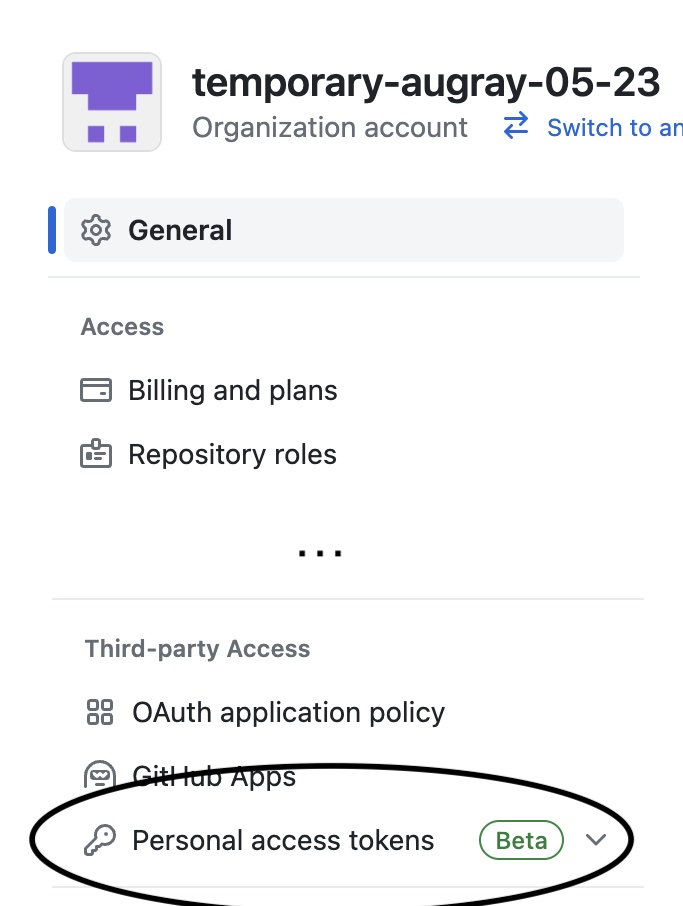 temporary-augray-05-23
Organization account Switch to an
General
Access
Billing and plans
Repository roles
...
Third-party Access
OAuth application policy
GitHub Apps
Personal access tokens Beta